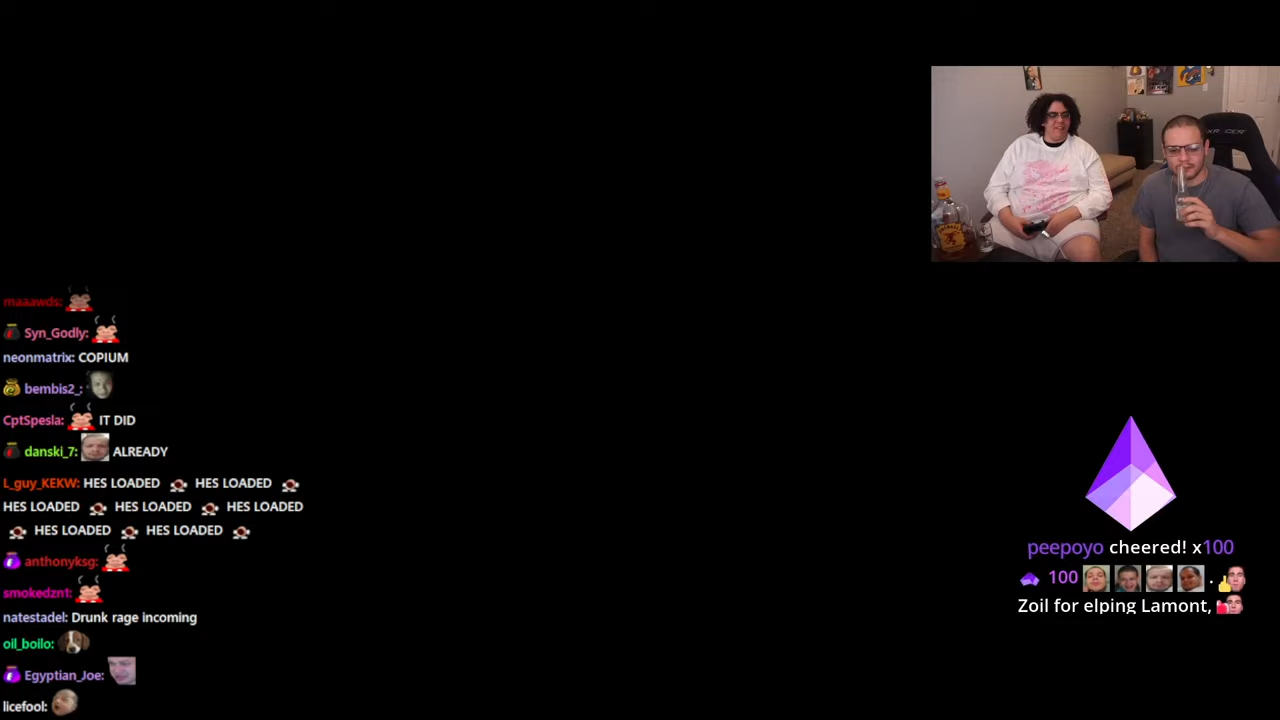 maaawds:
Syn_Godly:
neonmatrix: COPIUM
bembis2_:
CptSpesla: IT DID
danski_7: ALREADY
L_guy_KEKW: HES LOADED HES LOADED
HES LOADED HES LOADED HES LOADED
HES LOADED HES LOADED
anthonyksg:
smokedznt:
natestadel: Drunk rage incoming
oil_boilo:
Egyptian_Joe:
licefool:
peepoyo cheered! x100
100 .
Zoil for elping Lamont,